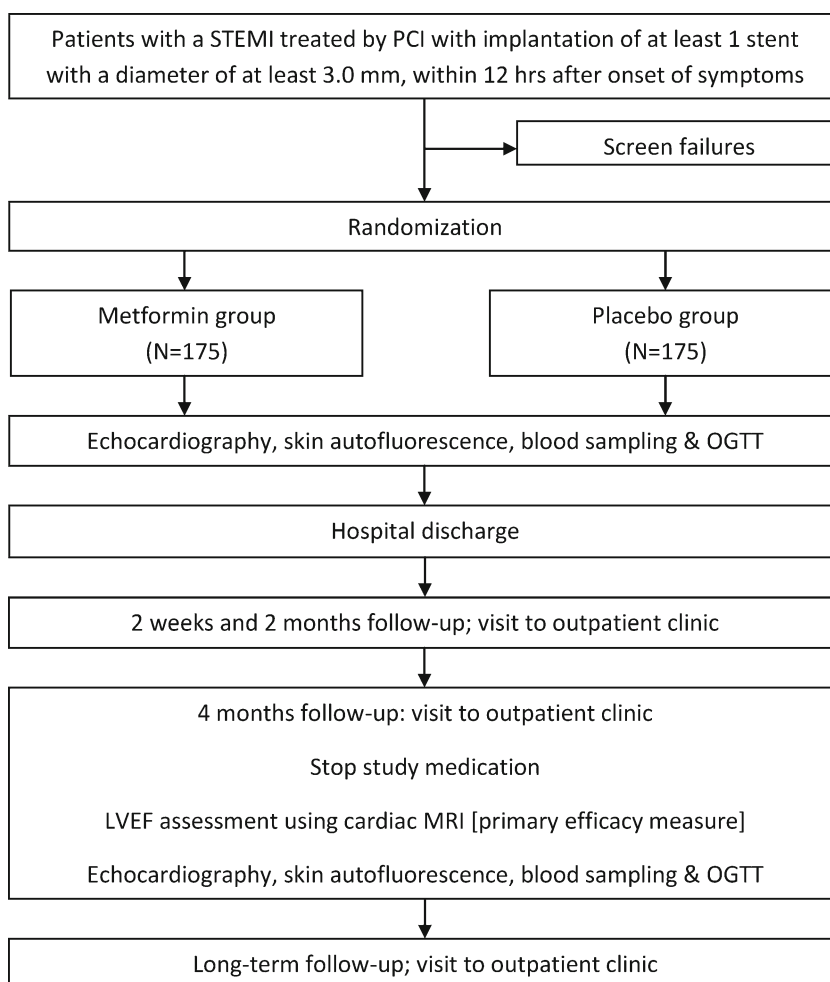 Patients with a STEMI treated by PCI with implantation of at least 1 stent
with a diameter of at least 3.0 mm, within 12 hrs after onset of symptoms
Screen failures
Randomization
Metformin group
(N=175)
Placebo group
(N=175)
Echocardiography, skin autofluorescence, blood sampling & OGTT
Hospital discharge
2 weeks and 2 months follow-up; visit to outpatient clinic
4 months follow-up: visit to outpatient clinic
Stop study medication
LVEF assessment using cardiac MRI [primary efficacy measure]
Echocardiography, skin autofluorescence, blood sampling & OGTT
Long-term follow-up; visit to outpatient clinic